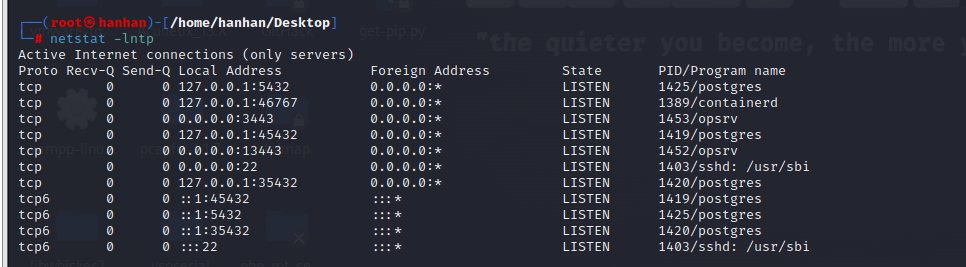 ┌──(root㉿hanhan)-[/home/hanhan/Desktop]
└─# netstat -lntp
Active Internet connections (only servers)
Proto Recv-Q Send-Q Local Address           Foreign Address         State       PID/Program name
tcp        0      0 127.0.0.1:5432          0.0.0.0:*               LISTEN      1425/postgres
tcp        0      0 127.0.0.1:46767         0.0.0.0:*               LISTEN      1389/containerd
tcp        0      0 0.0.0.0:3443            0.0.0.0:*               LISTEN      1453/opsrv
tcp        0      0 127.0.0.1:45432         0.0.0.0:*               LISTEN      1419/postgres
tcp        0      0 0.0.0.0:13443           0.0.0.0:*               LISTEN      1452/opsrv
tcp        0      0 0.0.0.0:22              0.0.0.0:*               LISTEN      1403/sshd: /usr/sbi
tcp        0      0 127.0.0.1:35432         0.0.0.0:*               LISTEN      1420/postgres
tcp6       0      0 ::1:45432               :::*                    LISTEN      1419/postgres
tcp6       0      0 ::1:5432                :::*                    LISTEN      1425/postgres
tcp6       0      0 ::1:35432               :::*                    LISTEN      1420/postgres
tcp6       0      0 :::22                   :::*                    LISTEN      1403/sshd: /usr/sbi
get-pip.py
"the quieter you become, the more y